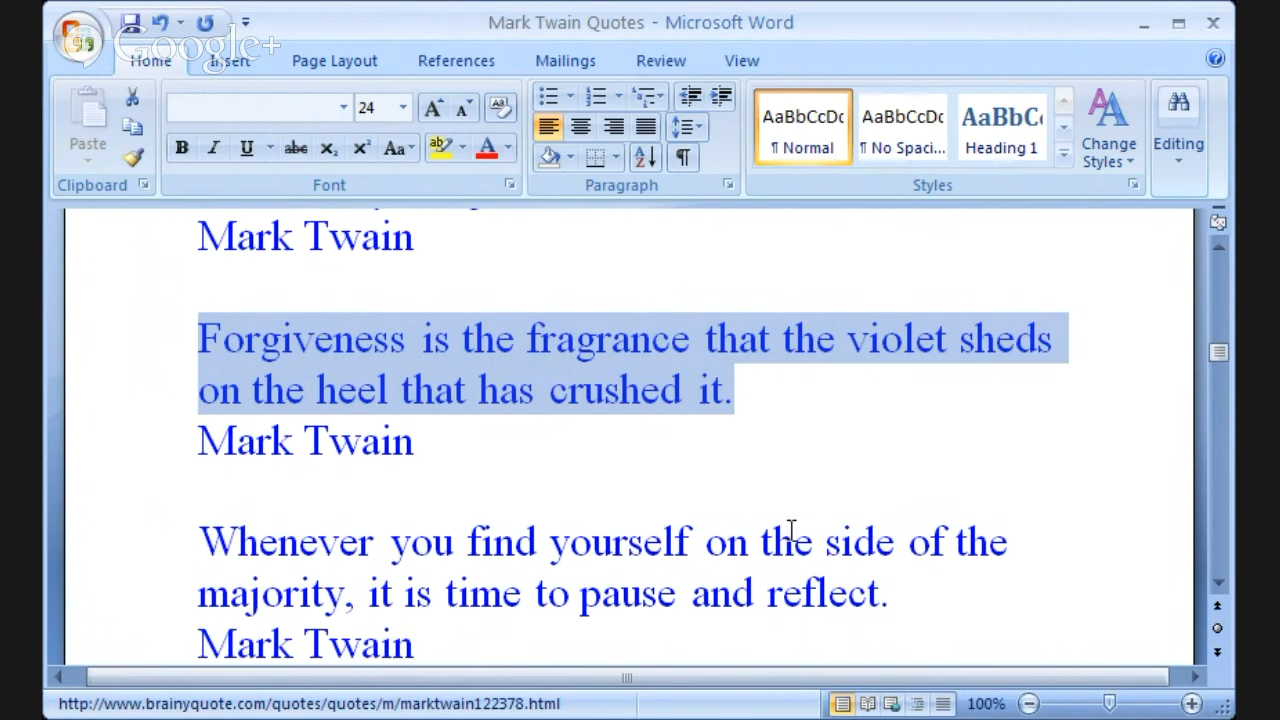 Mark Twain Quotes - Microsoft Word
Google+
Home Insert Page Layout References Mailings Review View
24
Paste
AaBbCcDc AaBbCcDc AaBbC
¶ Normal ¶ No Spaci... Heading 1
Change Styles
Editing
Clipboard Font Paragraph Styles
Mark Twain
Forgiveness is the fragrance that the violet sheds
on the heel that has crushed it.
Mark Twain
Whenever you find yourself on the side of the
majority, it is time to pause and reflect.
Mark Twain
http://www.brainyquote.com/quotes/quotes/m/marktwain122378.html 100%